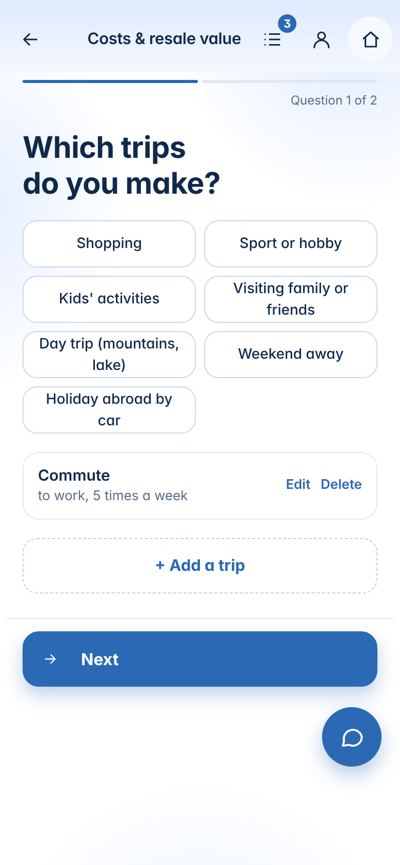 Costs & resale value
3
Question 1 of 2
Which trips
do you make?
Shopping
Sport or hobby
Kids' activities
Visiting family or
friends
Day trip (mountains,
lake)
Weekend away
Holiday abroad by
car
Commute
to work, 5 times a week
Edit
Delete
+ Add a trip
Next